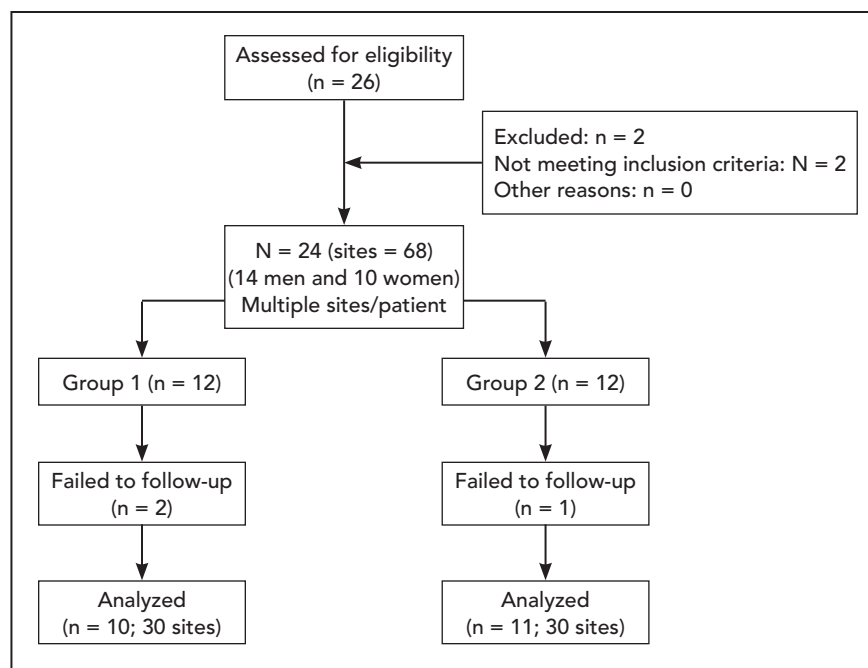 Assessed for eligibility
(n = 26)
Excluded: n = 2
Not meeting inclusion criteria: N = 2
Other reasons: n = 0
N = 24 (sites = 68)
(14 men and 10 women)
Multiple sites/patient
Group 1 (n = 12)
Group 2 (n = 12)
Failed to follow-up
(n = 2)
Failed to follow-up
(n = 1)
Analyzed
(n = 10; 30 sites)
Analyzed
(n = 11; 30 sites)